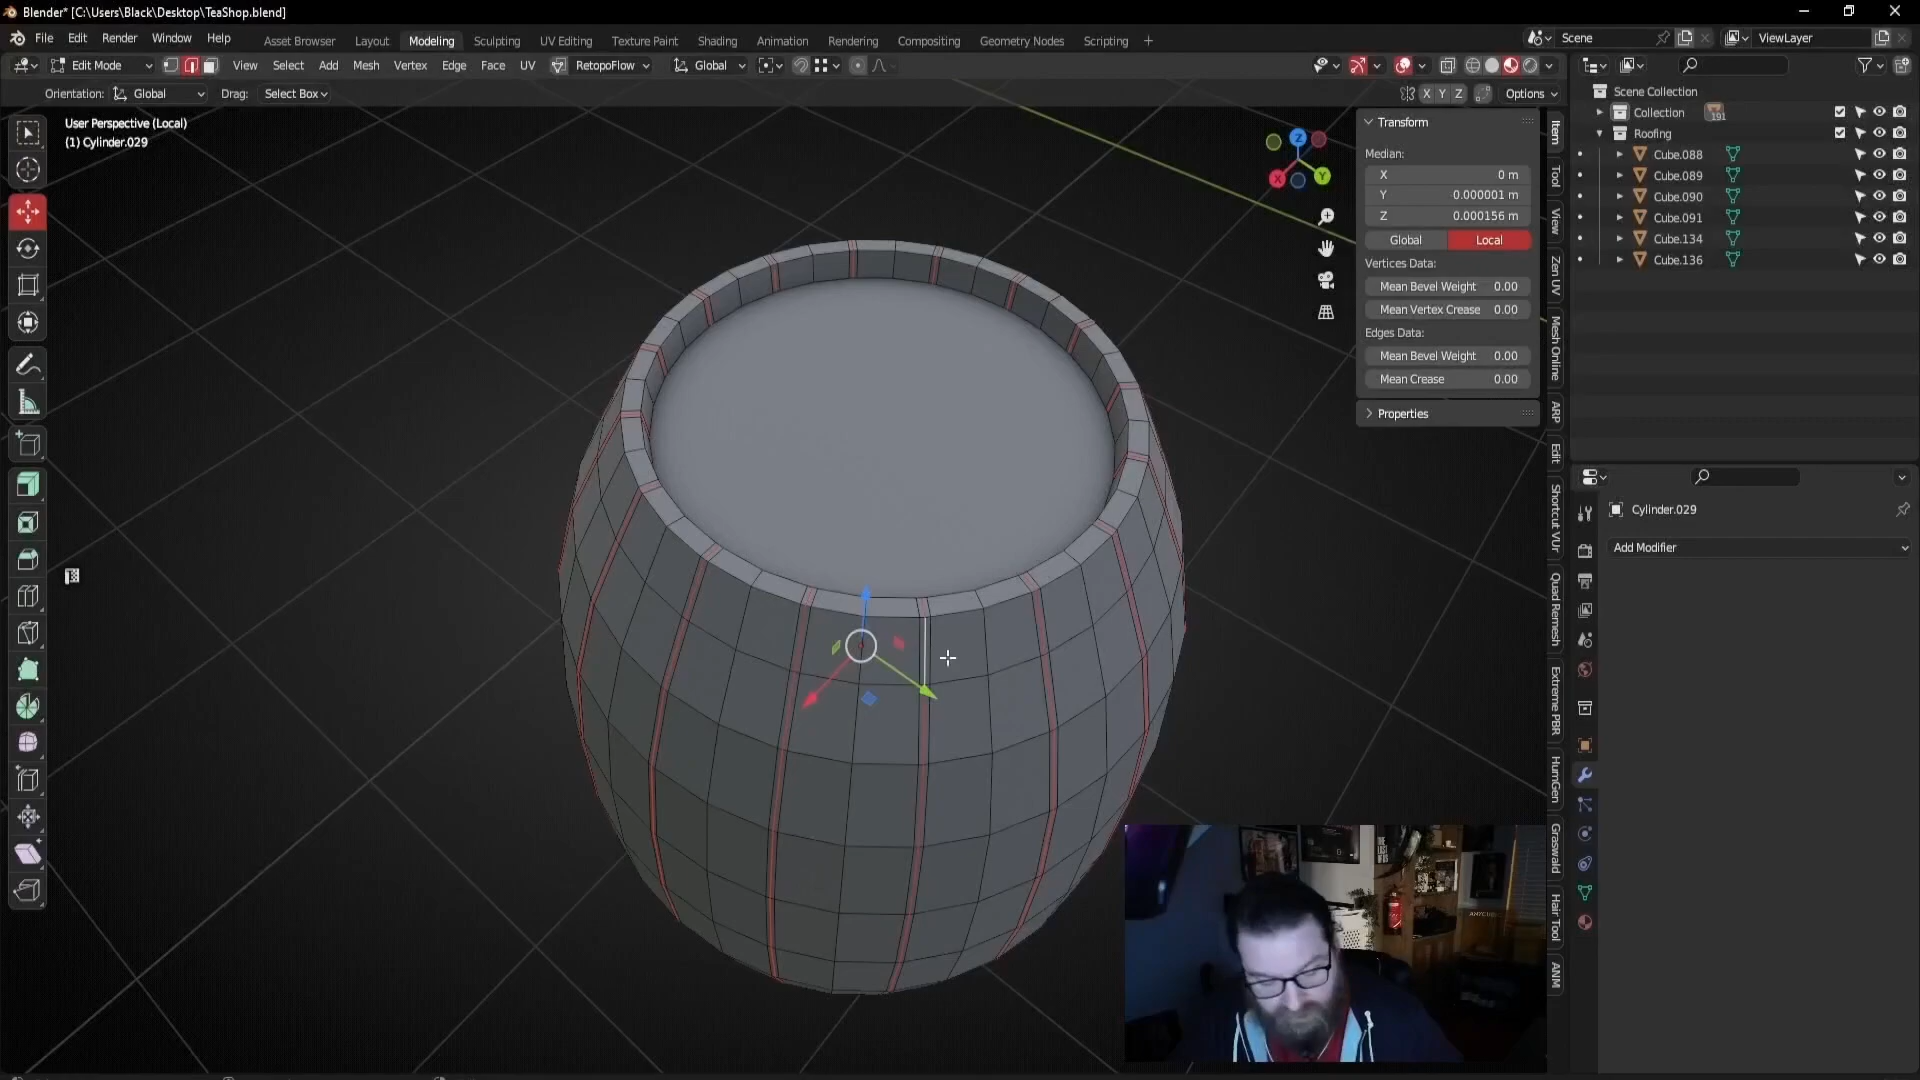 Blender* [C:\Users\Black\Desktop\TeaShop.blend]
File Edit Render Window Help
Asset Browser Layout Modeling Sculpting UV Editing Texture Paint Shading Animation Rendering Compositing Geometry Nodes Scripting +
Scene
ViewLayer
Edit Mode
View Select Add Mesh Vertex Edge Face UV
RetopoFlow
Global
Orientation: Global Drag: Select Box
X Y Z
Options
User Perspective (Local)
(1) Cylinder.029
Z
X
Y
Transform
Median:
X 0 m
Y 0.000001 m
Z 0.000156 m
Global Local
Vertices Data:
Mean Bevel Weight 0.00
Mean Vertex Crease 0.00
Edges Data:
Mean Bevel Weight 0.00
Mean Crease 0.00
Properties
Item
Tool
View
Zen UV
Mesh Online
ARP
Edit
Shortcut VUr
Quad Remesh
Extreme PBR
HumGen
Graswald
Hair Tool
ANM
Scene Collection
Collection 191
Roofing
Cube.088
Cube.089
Cube.090
Cube.091
Cube.134
Cube.136
Cylinder.029
Add Modifier